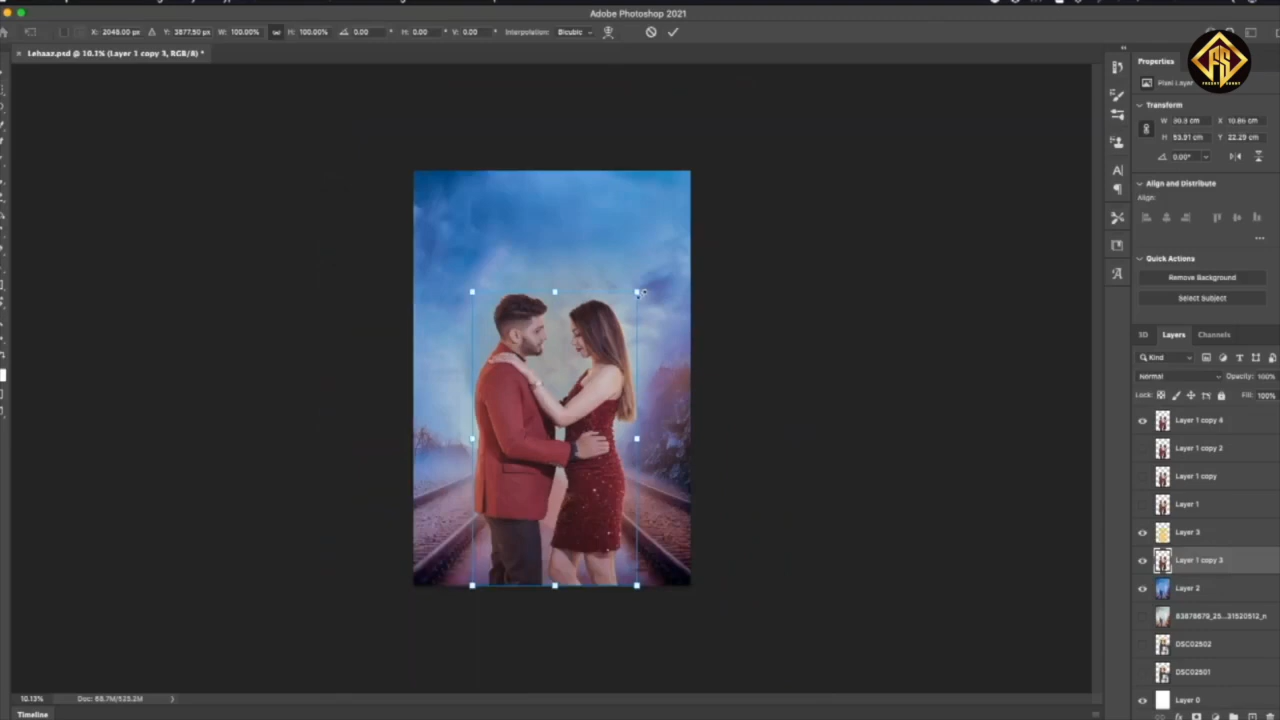 Adobe Photoshop 2021
X: 2048.00 px Y: 3877.50 px W: 100.00% H: 100.00% 0.00 ° H: 0.00 ° V: 0.00 ° Interpolation: Bicubic
× Lehaaz.psd @ 10.1% (Layer 1 copy 3, RGB/8) *
Properties
Pixel Layer
Transform
W 30.9 cm X 10.86 cm
H 53.91 cm Y 22.29 cm
0.00°
Align and Distribute
Align:
Quick Actions
Remove Background
Select Subject
3D Layers Channels
Kind
Normal Opacity: 100%
Lock: Fill: 100%
Layer 1 copy 4
Layer 1 copy 2
Layer 1 copy
Layer 1
Layer 3
Layer 1 copy 3
Layer 2
83878679_25...31520512_n
DSC02502
DSC02501
Layer 0
10.13% Doc: 68.7M/525.2M
Timeline